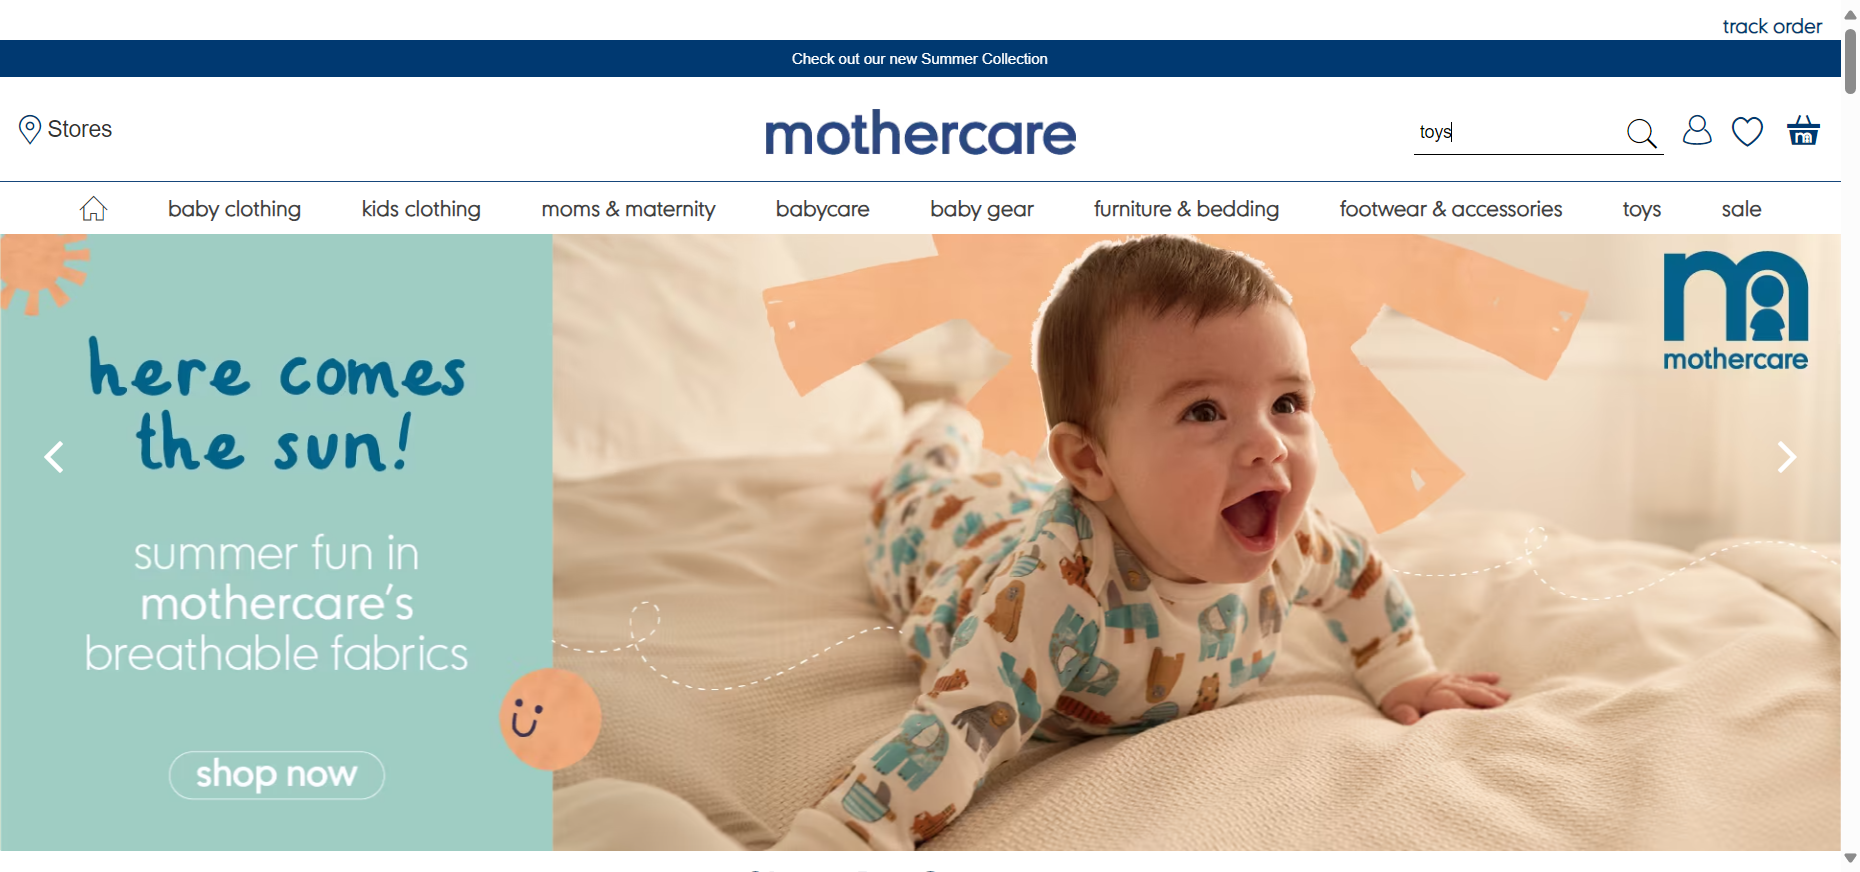 track order
Check out our new Summer Collection
Stores
mothercare
toys
baby clothing
kids clothing
moms & maternity
babycare
baby gear
furniture & bedding
footwear & accessories
toys
sale
here comes
the sun!
summer fun in
mothercare's
breathable fabrics
shop now
m
mothercare